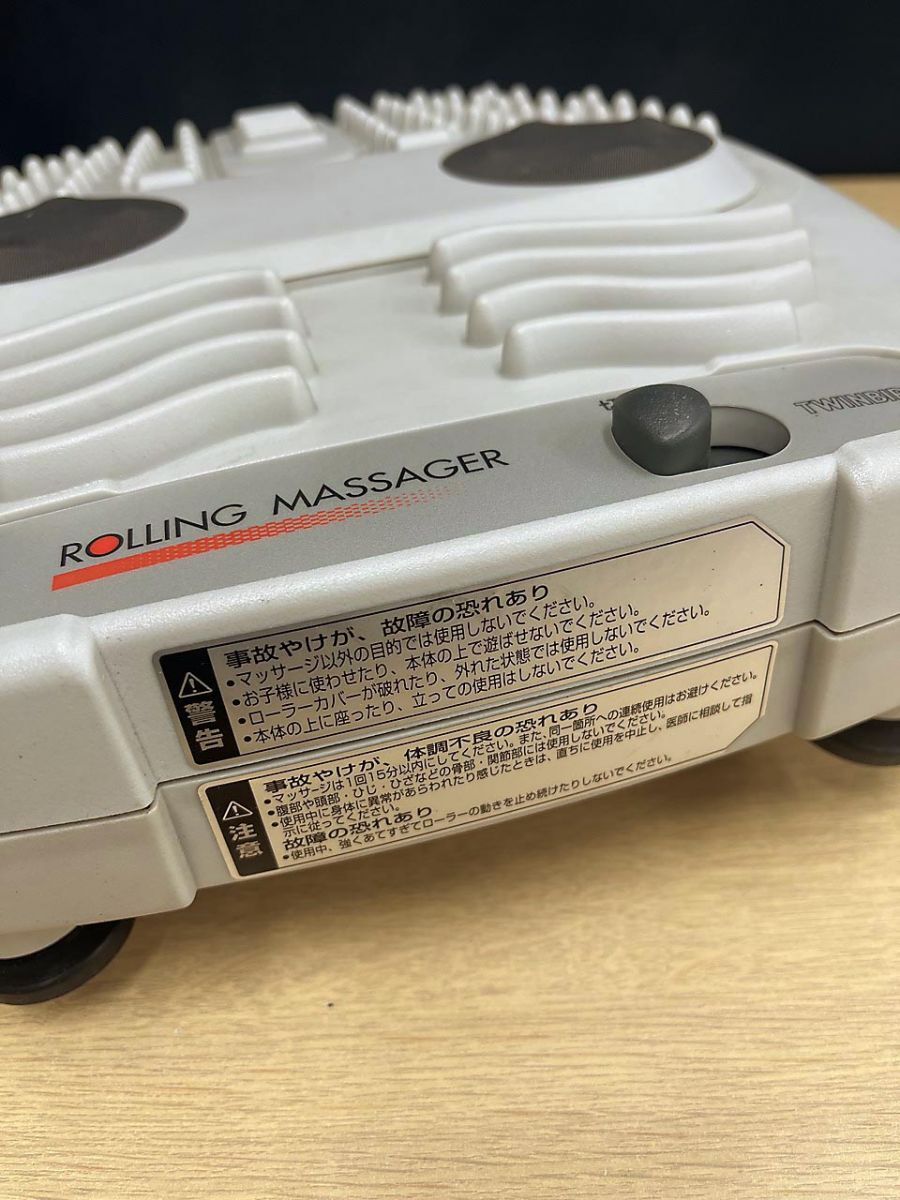 切
TWINBIR
ROLLING MASSAGER
警告
事故やけが、故障の恐れあり
•マッサージ以外の目的では使用しないでください。
•お子様に使わせたり、本体の上で遊ばせないでください。
•ローラーカバーが破れたり、外れた状態では使用しないでください。
•本体の上に座ったり、立っての使用はしないでください。
注意
事故やけが、体調不良の恐れあり
•マッサージは1回15分以内にしてください。また、同一箇所への連続使用はお避けください。
•腹部や頭部・ひじ・ひざなどの骨部・関節部には使用しないでください。
•使用中に身体に異常があらわれたり感じたときは、直ちに使用を中止し、医師に相談して指
示に従ってください。
故障の恐れあり
•使用中、強くあてすぎてローラーの動きを止め続けたりしないでください。